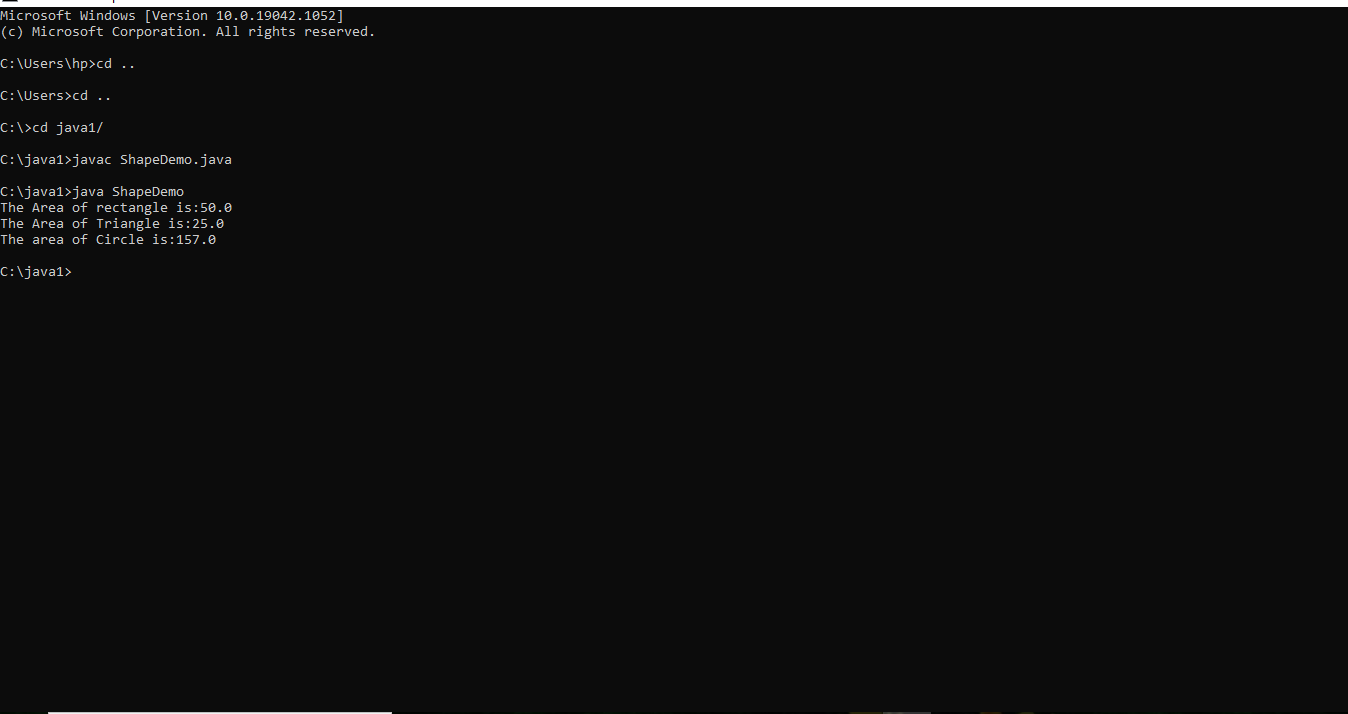 Microsoft Windows [Version 10.0.19042.1052]
(c) Microsoft Corporation. All rights reserved.
C:\Users\hp>cd ..
C:\Users>cd ..
C:\>cd java1/
C:\java1>javac ShapeDemo.java
C:\java1>java ShapeDemo
The Area of rectangle is:50.0
The Area of Triangle is:25.0
The area of Circle is:157.0
C:\java1>